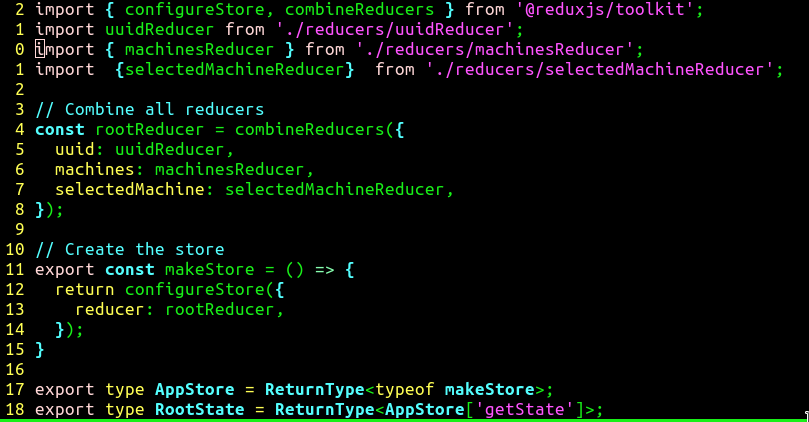 2 import { configureStore, combineReducers } from '@reduxjs/toolkit';
1 import uuidReducer from './reducers/uuidReducer';
0 import { machinesReducer } from './reducers/machinesReducer';
1 import  {selectedMachineReducer}  from './reducers/selectedMachineReducer';
2
3 // Combine all reducers
4 const rootReducer = combineReducers({
5   uuid: uuidReducer,
6   machines: machinesReducer,
7   selectedMachine: selectedMachineReducer,
8 });
9
10 // Create the store
11 export const makeStore = () => {
12   return configureStore({
13     reducer: rootReducer,
14   });
15 }
16
17 export type AppStore = ReturnType<typeof makeStore>;
18 export type RootState = ReturnType<AppStore['getState']>;